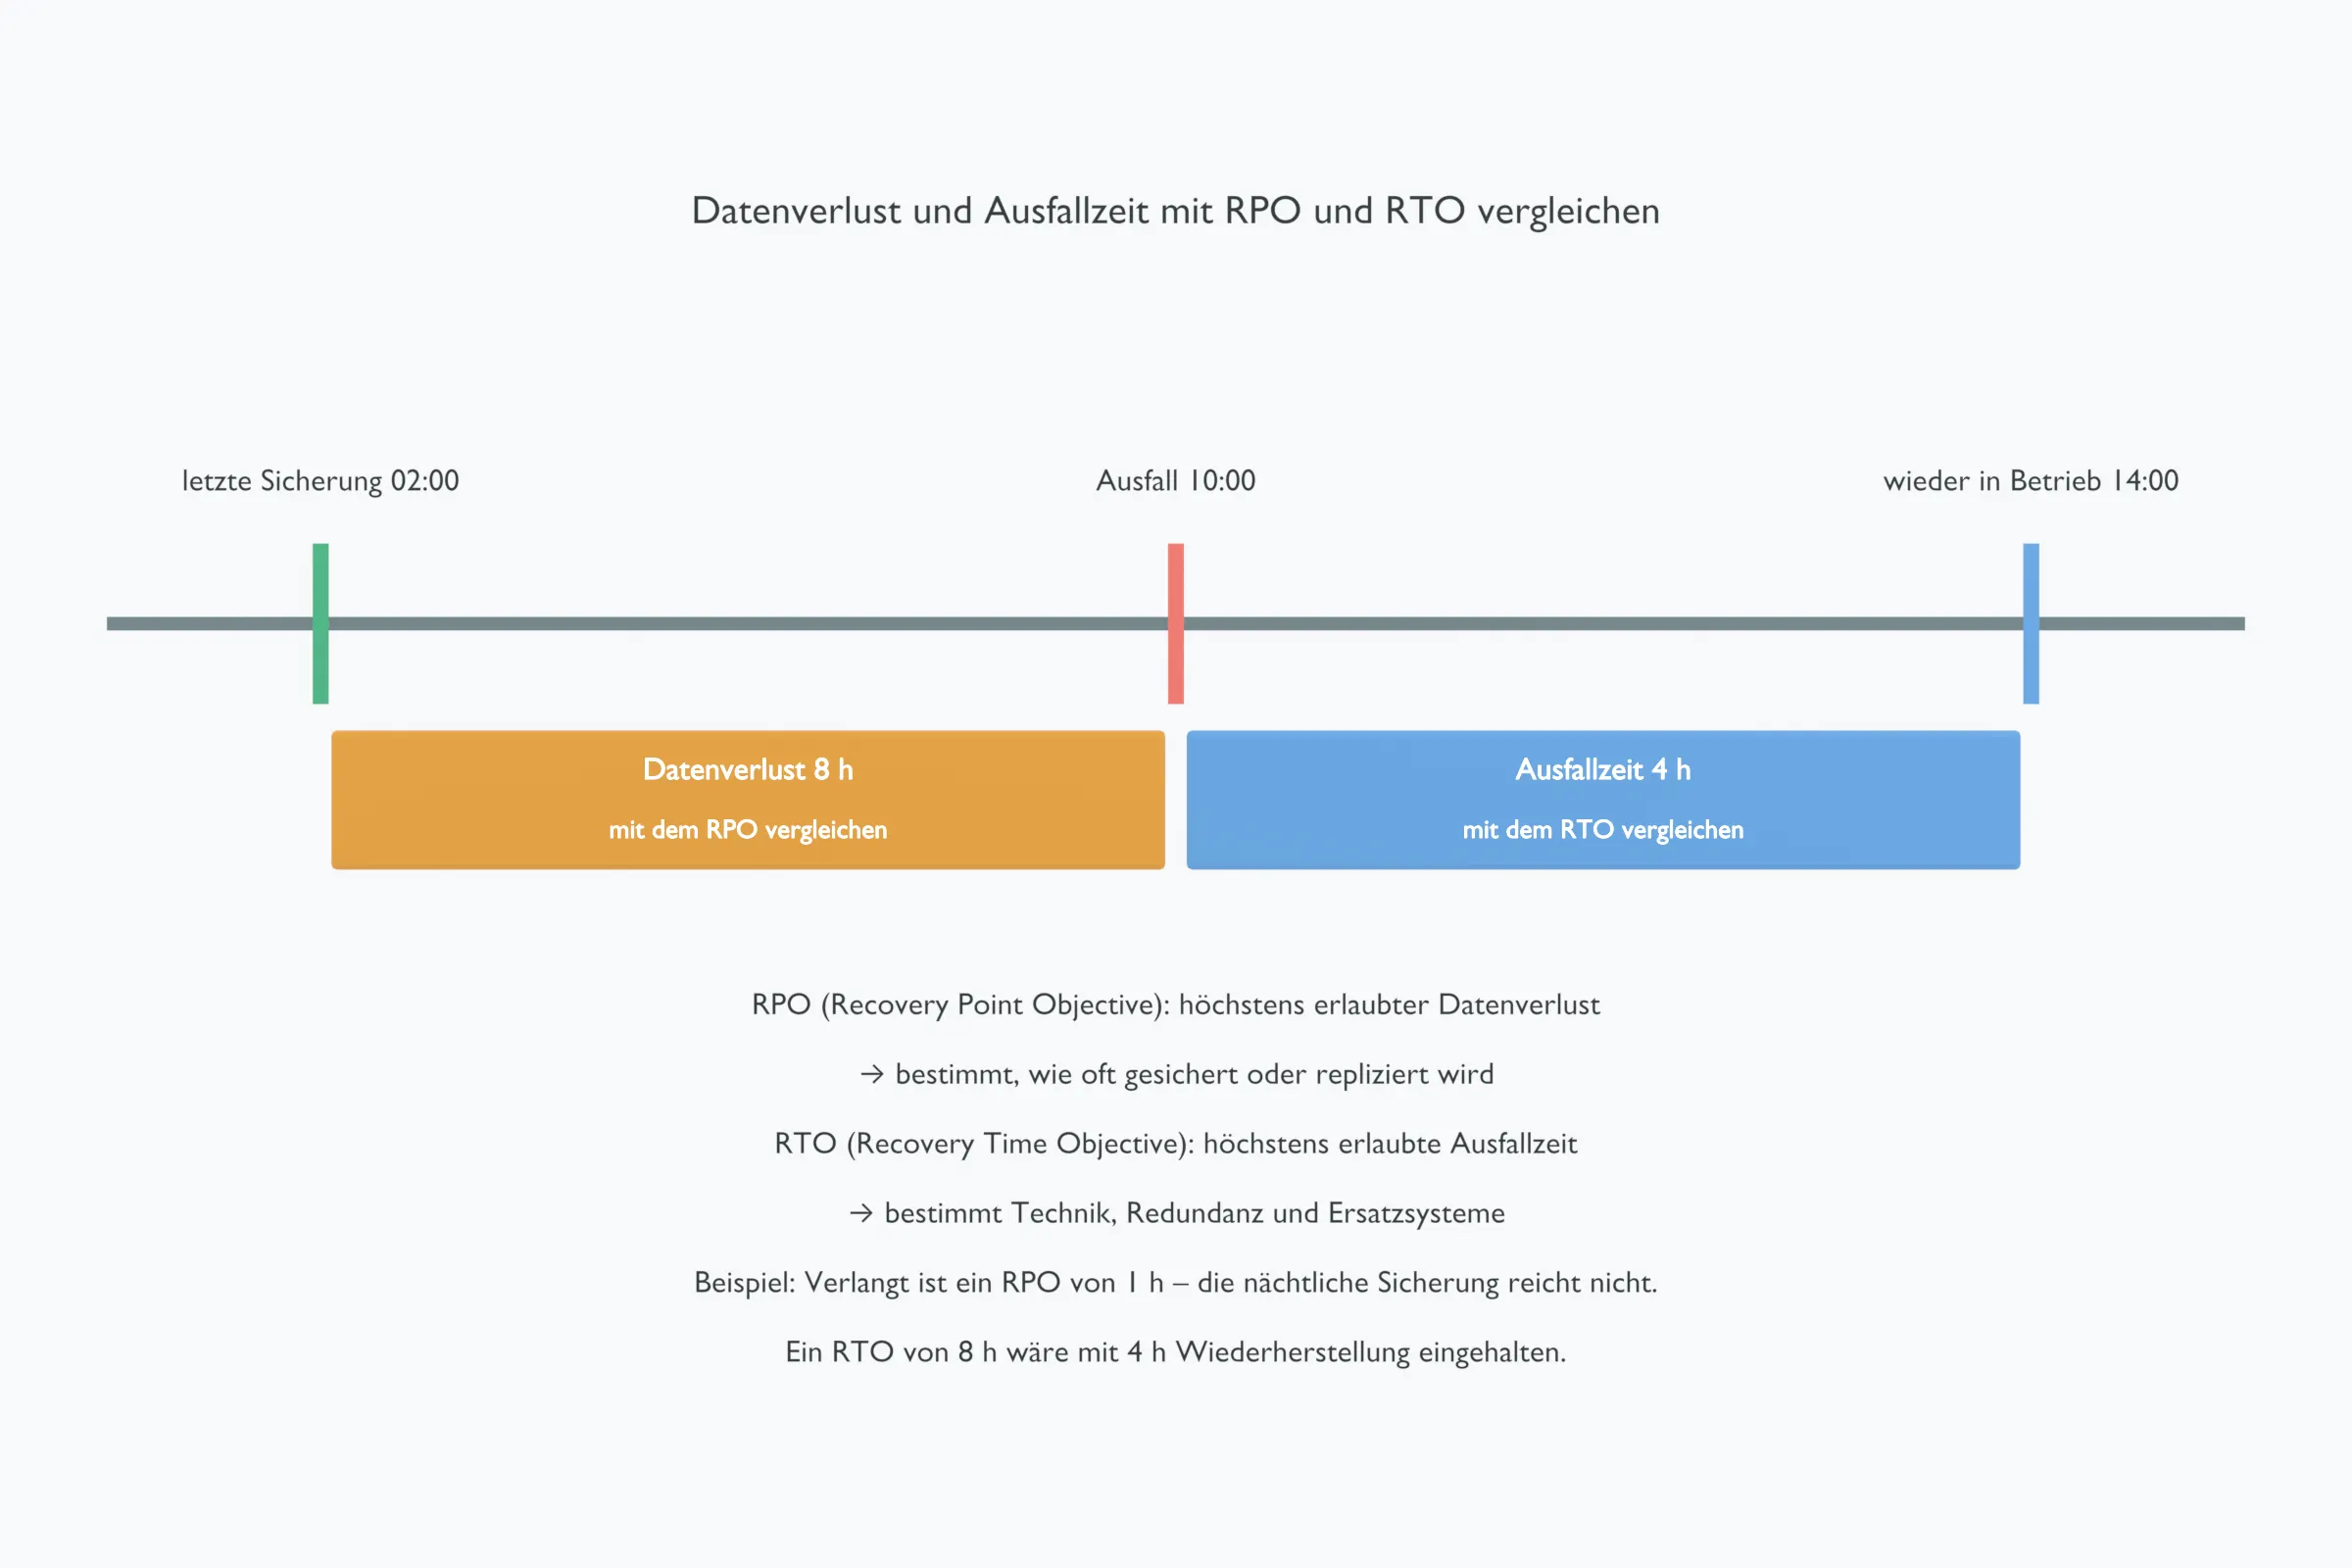 Datenverlust und Ausfallzeit mit RPO und RTO vergleichen
letzte Sicherung 02:00
Ausfall 10:00
wieder in Betrieb 14:00
Datenverlust 8 h
mit dem RPO vergleichen
Ausfallzeit 4 h
mit dem RTO vergleichen
RPO (Recovery Point Objective): höchstens erlaubter Datenverlust
→ bestimmt, wie oft gesichert oder repliziert wird
RTO (Recovery Time Objective): höchstens erlaubte Ausfallzeit
→ bestimmt Technik, Redundanz und Ersatzsysteme
Beispiel: Verlangt ist ein RPO von 1 h – die nächtliche Sicherung reicht nicht.
Ein RTO von 8 h wäre mit 4 h Wiederherstellung eingehalten.